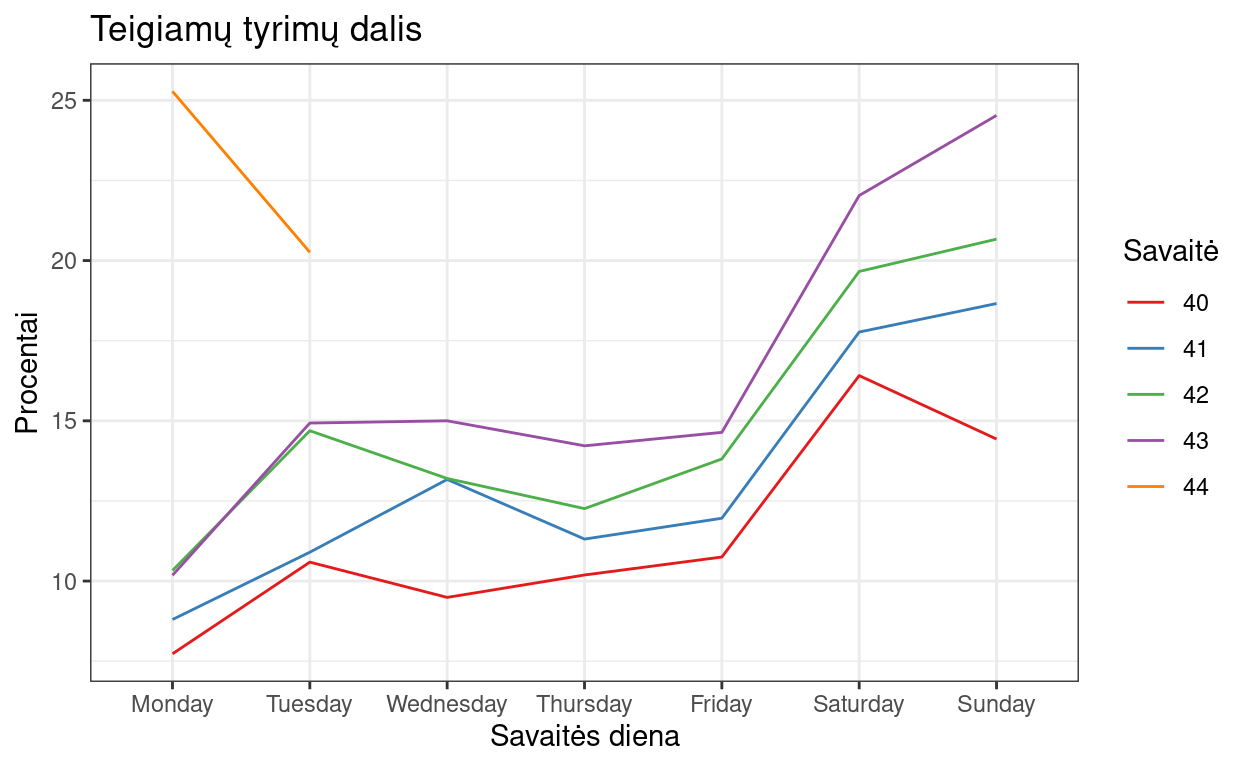 Teigiamų tyrimų dalis
Procentai
25
20
15
10
Monday Tuesday Wednesday Thursday Friday Saturday Sunday
Savaitės diena
Savaitė
40
41
42
43
44